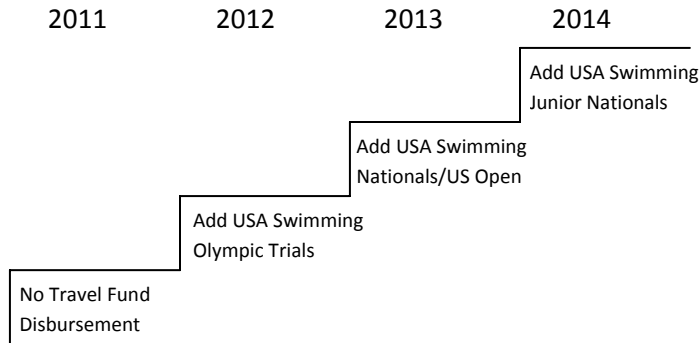 2011 2012 2013 2014
Add USA Swimming
Junior Nationals
Add USA Swimming
Nationals/US Open
Add USA Swimming
Olympic Trials
No Travel Fund
Disbursement